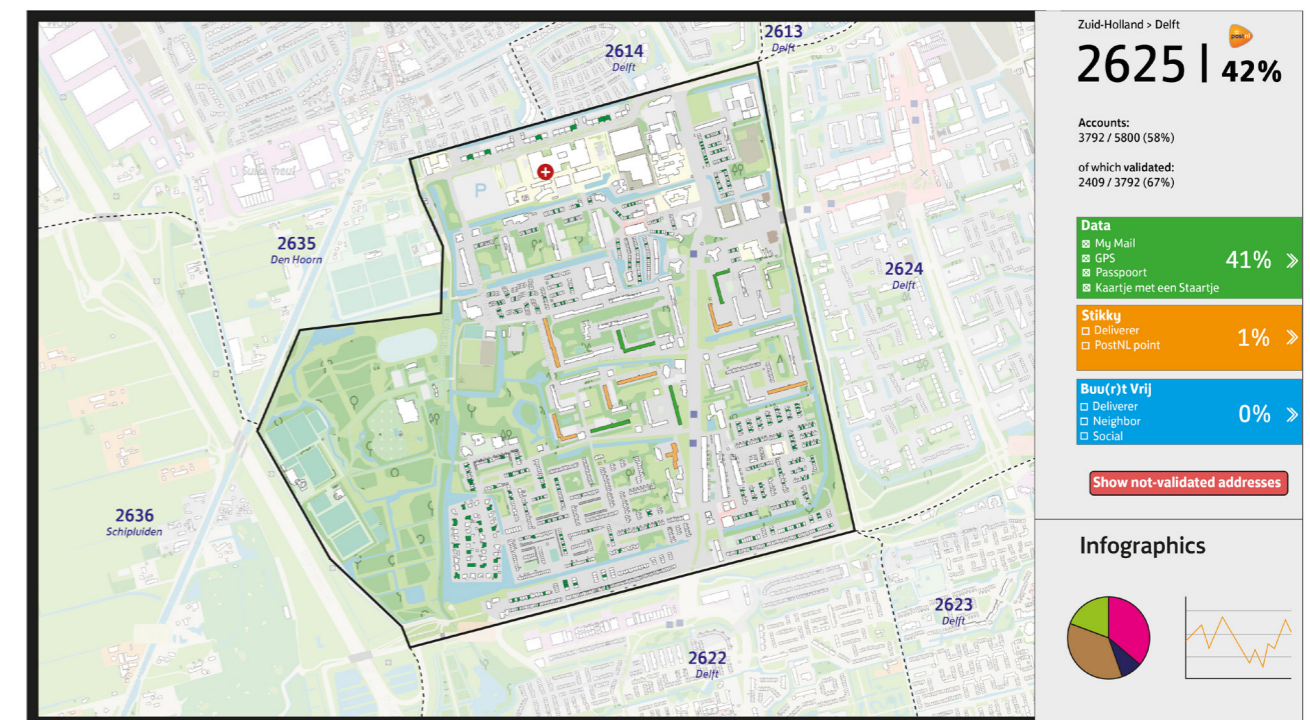 2613
Delft
2614
Delft
2635
Den Hoorn
2624
Delft
2636
Schipluiden
2623
Delft
2622
Delft
P
Zuid-Holland > Delft
postnl
2625 | 42%
Accounts:
3792 / 5800 (58%)
of which validated:
2409 / 3792 (67%)
Data
My Mail
GPS
Passpoort
Kaartje met een Staartje
41% »
Stikky
Deliverer
PostNL point
1% »
Buu(r)t Vrij
Deliverer
Neighbor
Social
0% »
Show not-validated addresses
Infographics